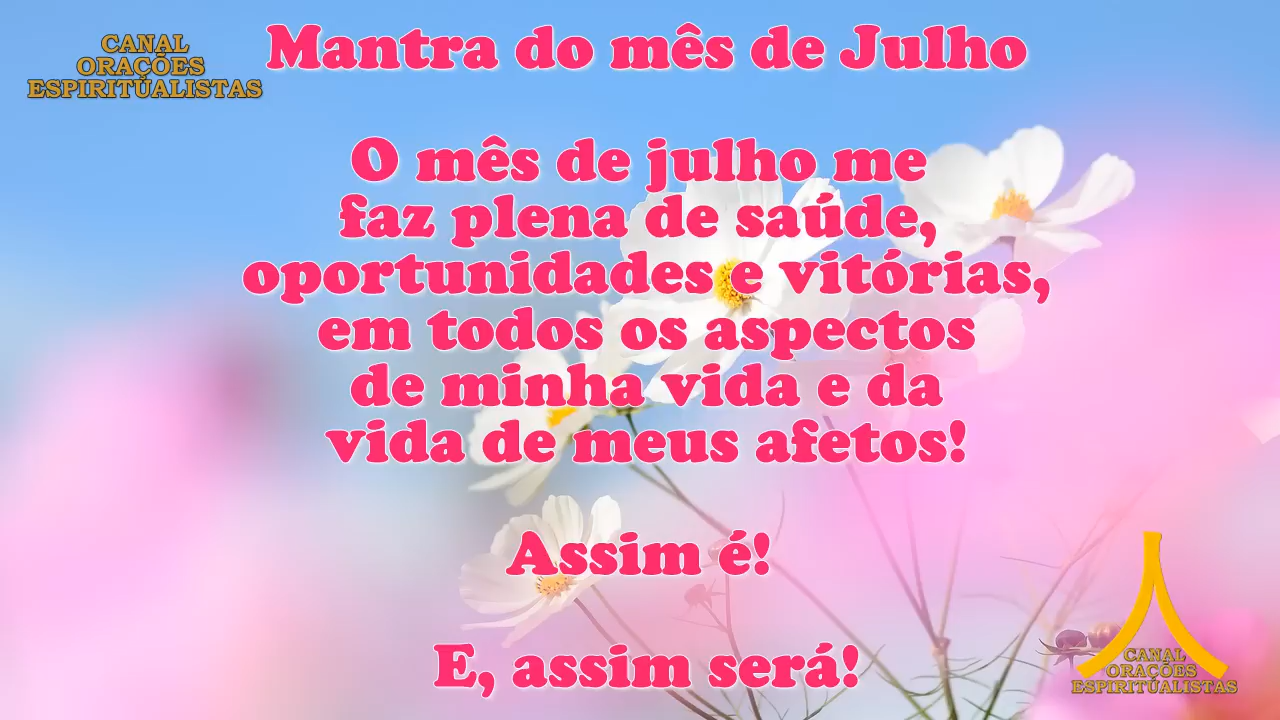 CANAL
ORAÇÕES
ESPIRITUALISTAS
Mantra do mês de Julho
O mês de julho me
faz plena de saúde,
oportunidades e vitórias,
em todos os aspectos
de minha vida e da
vida de meus afetos!
Assim é!
E, assim será!
CANAL
ORAÇÕES
ESPIRITUALISTAS